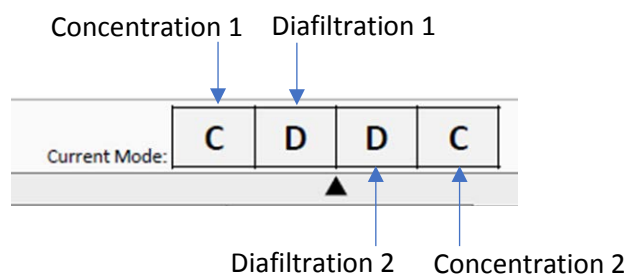 Concentration 1 Diafiltration 1
Current Mode: C D D C
Diafiltration 2 Concentration 2